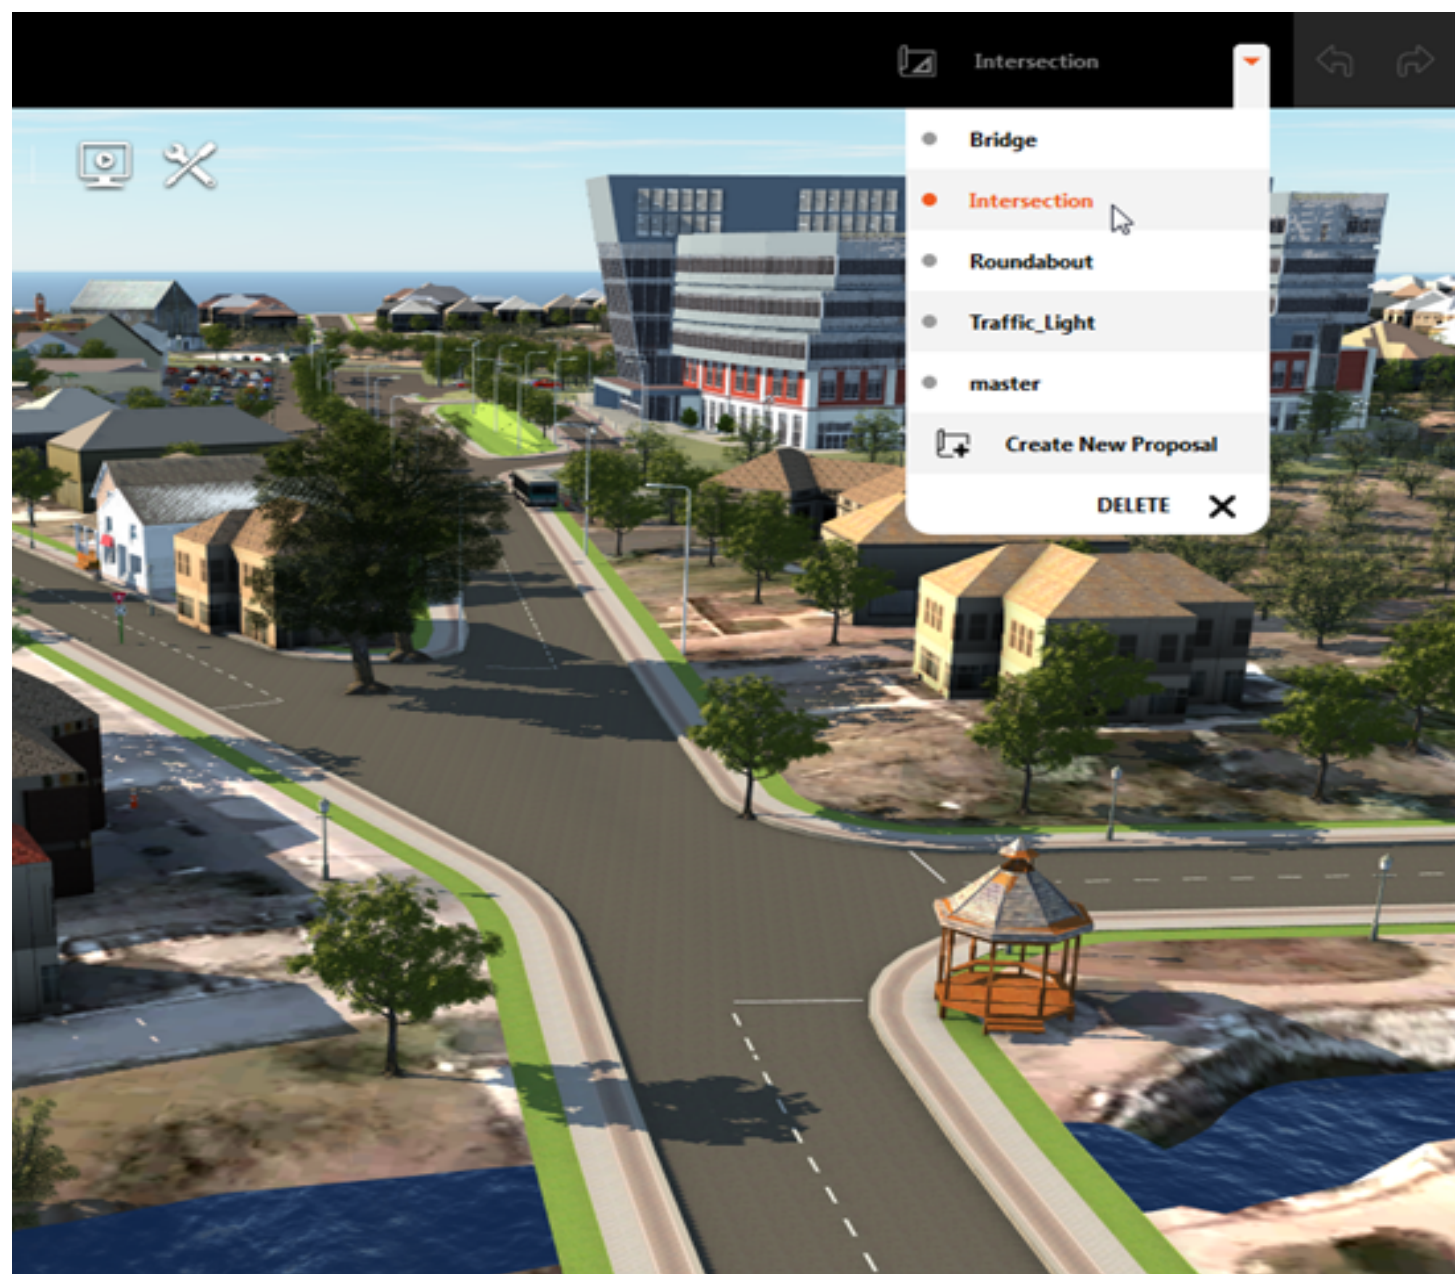 Intersection
Bridge
Intersection
Roundabout
Traffic_Light
master
Create New Proposal
DELETE